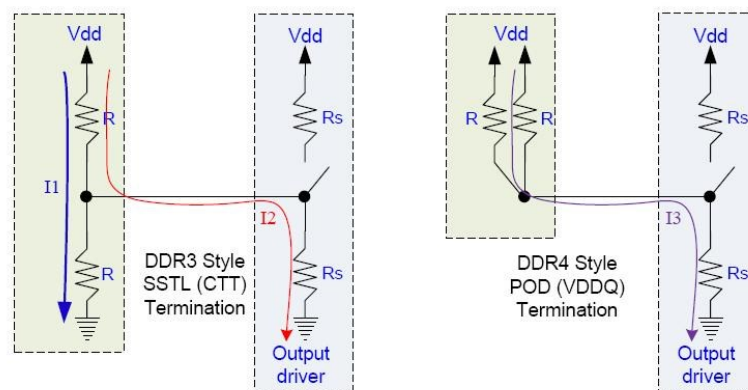 Vdd
R
I1
R
Vdd
Rs
I2
Rs
DDR3 Style
SSTL (CTT)
Termination
Output
driver
Vdd Vdd
R
R
Vdd
Rs
I3
Rs
DDR4 Style
POD (VDDQ)
Termination
Output
driver